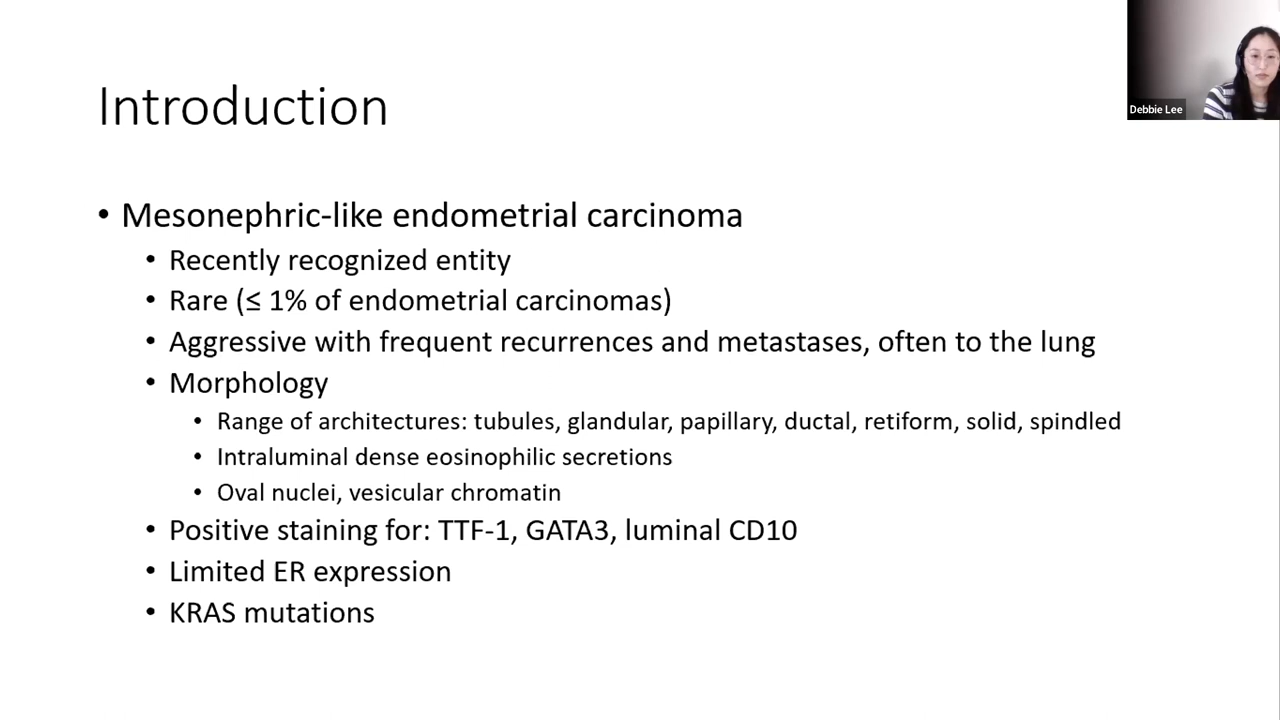 Debbie Lee
Introduction
• Mesonephric-like endometrial carcinoma
• Recently recognized entity
• Rare (≤ 1% of endometrial carcinomas)
• Aggressive with frequent recurrences and metastases, often to the lung
• Morphology
• Range of architectures: tubules, glandular, papillary, ductal, retiform, solid, spindled
• Intraluminal dense eosinophilic secretions
• Oval nuclei, vesicular chromatin
• Positive staining for: TTF-1, GATA3, luminal CD10
• Limited ER expression
• KRAS mutations